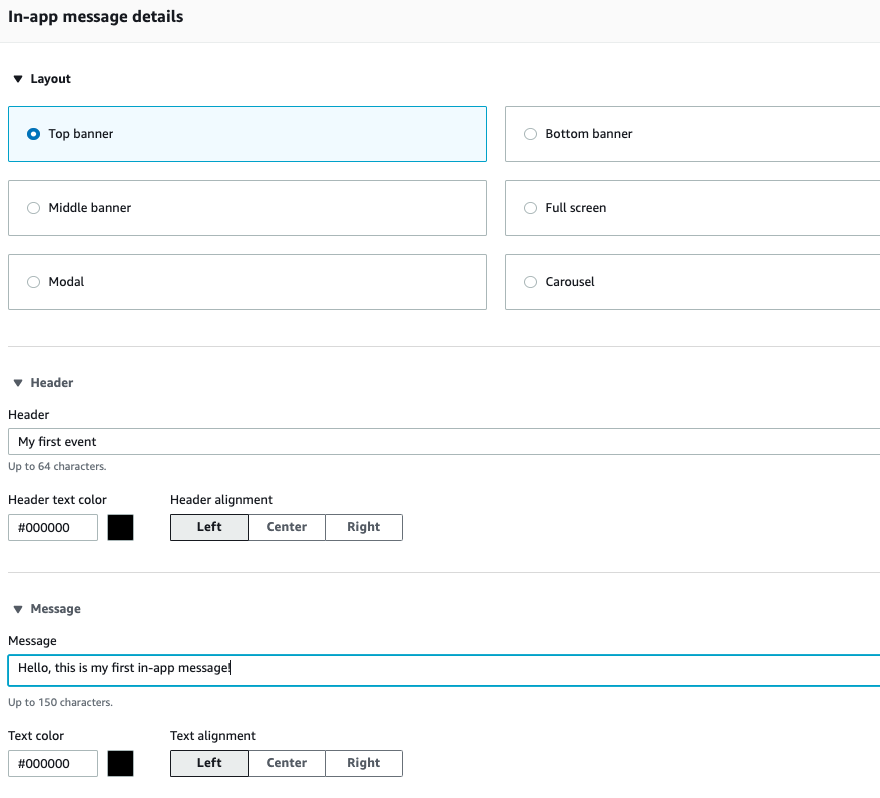 In-app message details
Layout
Top banner
Bottom banner
Middle banner
Full screen
Modal
Carousel
Header
Header
My first event
Up to 64 characters.
Header text color Header alignment
#000000 Left Center Right
Message
Message
Hello, this is my first in-app message!
Up to 150 characters.
Text color Text alignment
#000000 Left Center Right